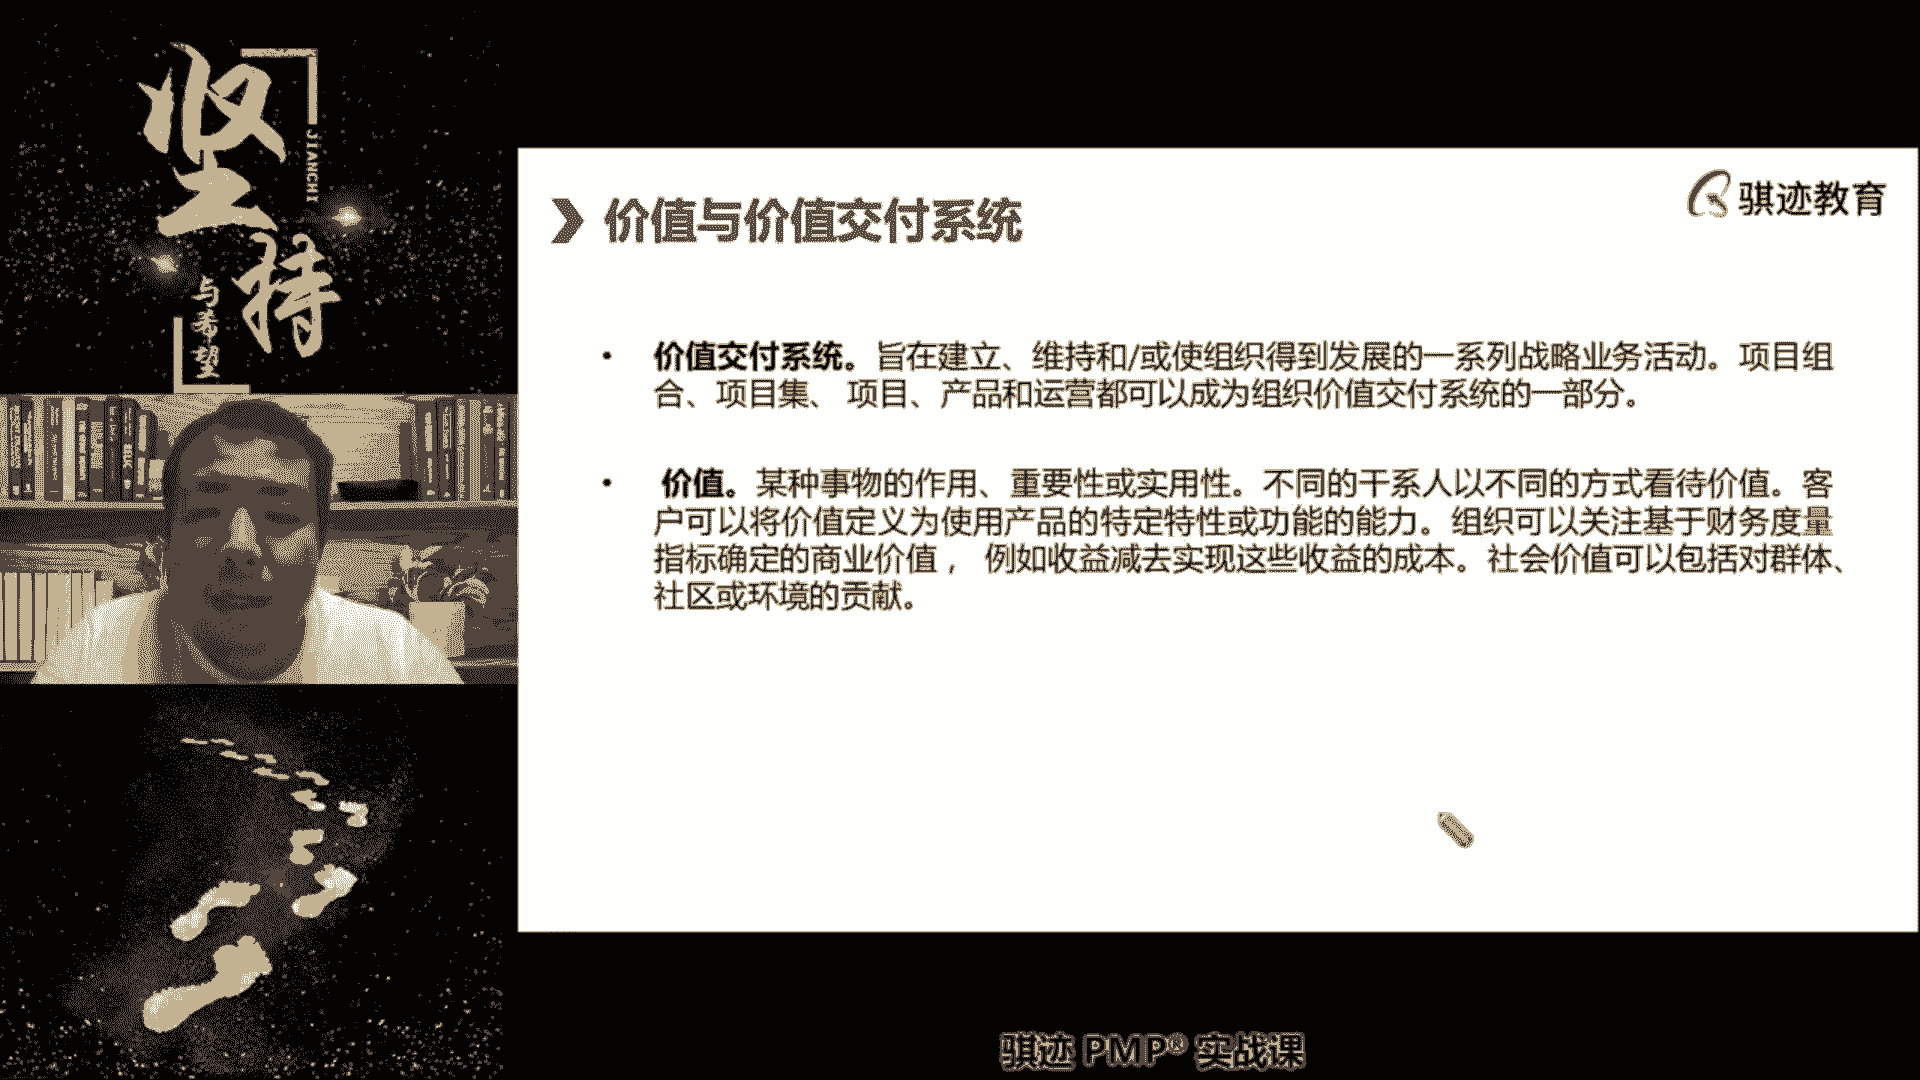 坚持
JIANCHI
与希望
骐迹教育
价值与价值交付系统
• 价值交付系统。旨在建立、维持和/或使组织得到发展的一系列战略业务活动。项目组
合、项目集、 项目、产品和运营都可以成为组织价值交付系统的一部分。
• 价值。某种事物的作用、重要性或实用性。不同的干系人以不同的方式看待价值。客
户可以将价值定义为使用产品的特定特性或功能的能力。组织可以关注基于财务度量
指标确定的商业价值， 例如收益减去实现这些收益的成本。社会价值可以包括对群体、
社区或环境的贡献。
骐迹 PMP® 实战课